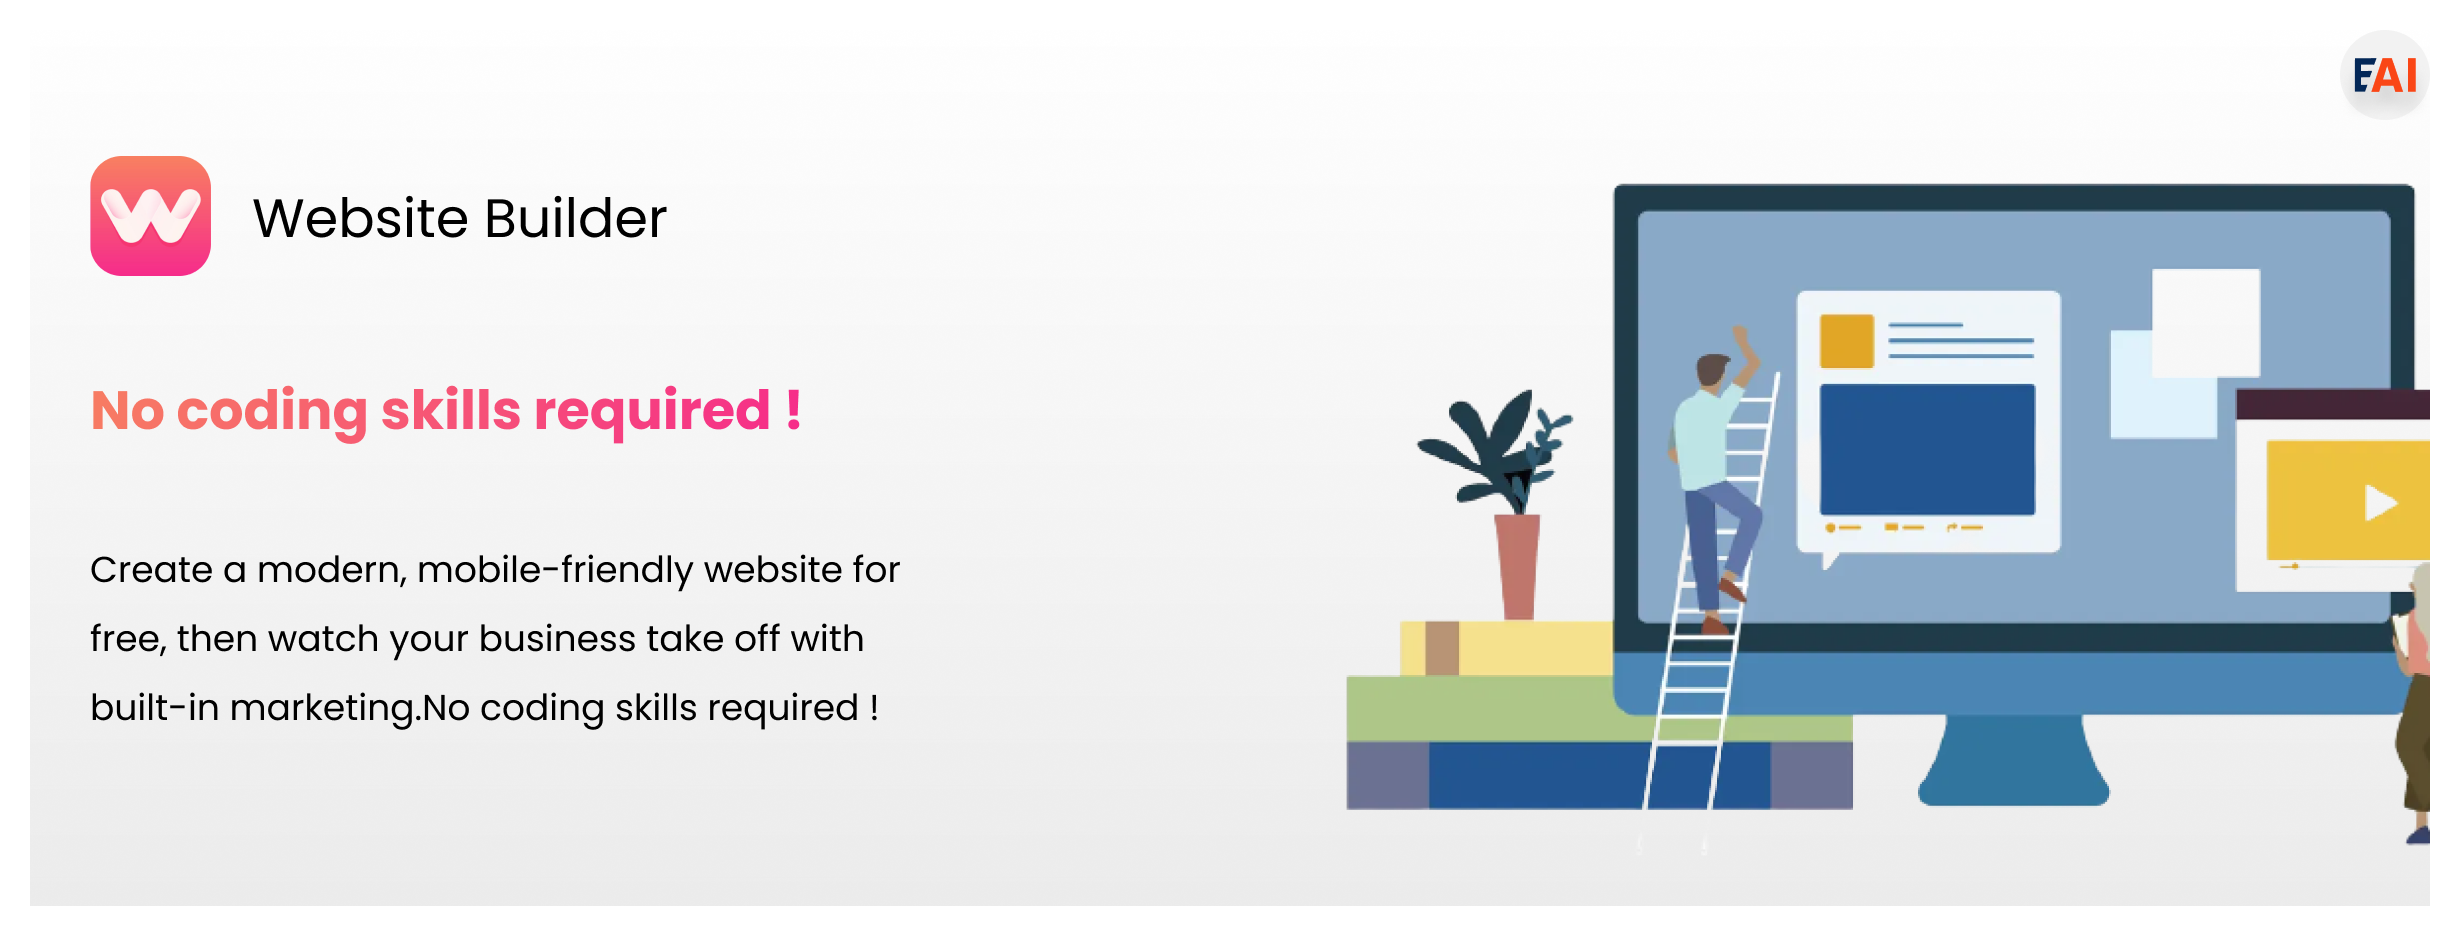 EAI
W
Website Builder
No coding skills required !
Create a modern, mobile-friendly website for
free, then watch your business take off with
built-in marketing.No coding skills required !